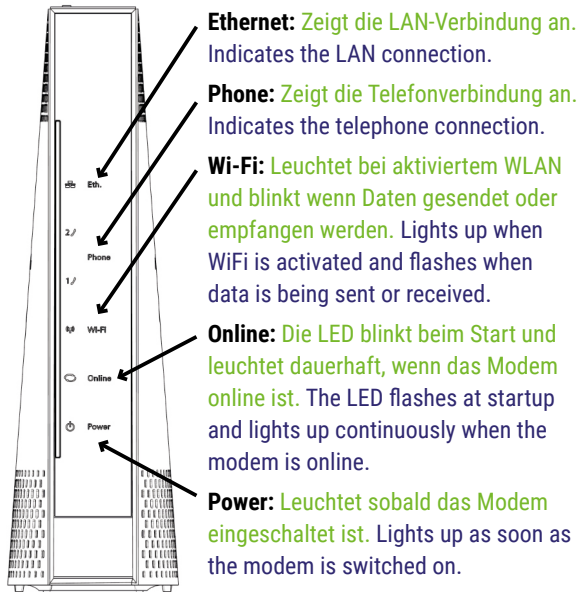 Ethernet: Zeigt die LAN-Verbindung an.
Indicates the LAN connection.
Phone: Zeigt die Telefonverbindung an.
Indicates the telephone connection.
Wi-Fi: Leuchtet bei aktiviertem WLAN
und blinkt wenn Daten gesendet oder
empfangen werden. Lights up when
WiFi is activated and flashes when
data is being sent or received.
Online: Die LED blinkt beim Start und
leuchtet dauerhaft, wenn das Modem
online ist. The LED flashes at startup
and lights up continuously when the
modem is online.
Power: Leuchtet sobald das Modem
eingeschaltet ist. Lights up as soon as
the modem is switched on.
Eth.
2
Phone
1
Wi-Fi
Online
Power